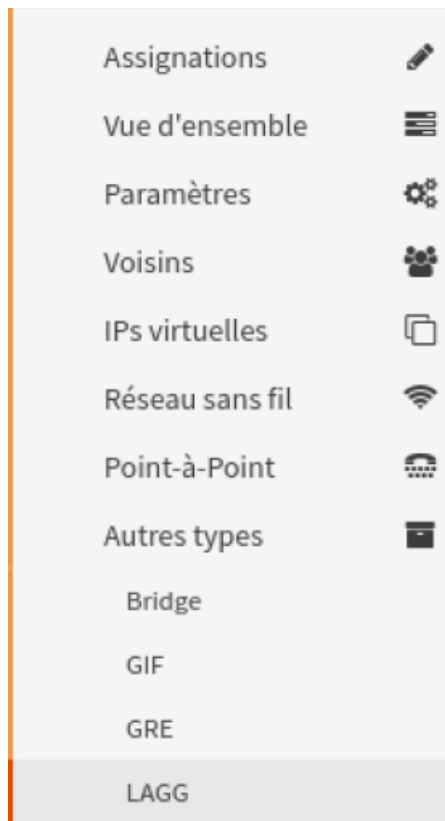 Assignations
Vue d'ensemble
Paramètres
Voisins
IPs virtuelles
Réseau sans fil
Point-à-Point
Autres types
Bridge
GIF
GRE
LAGG